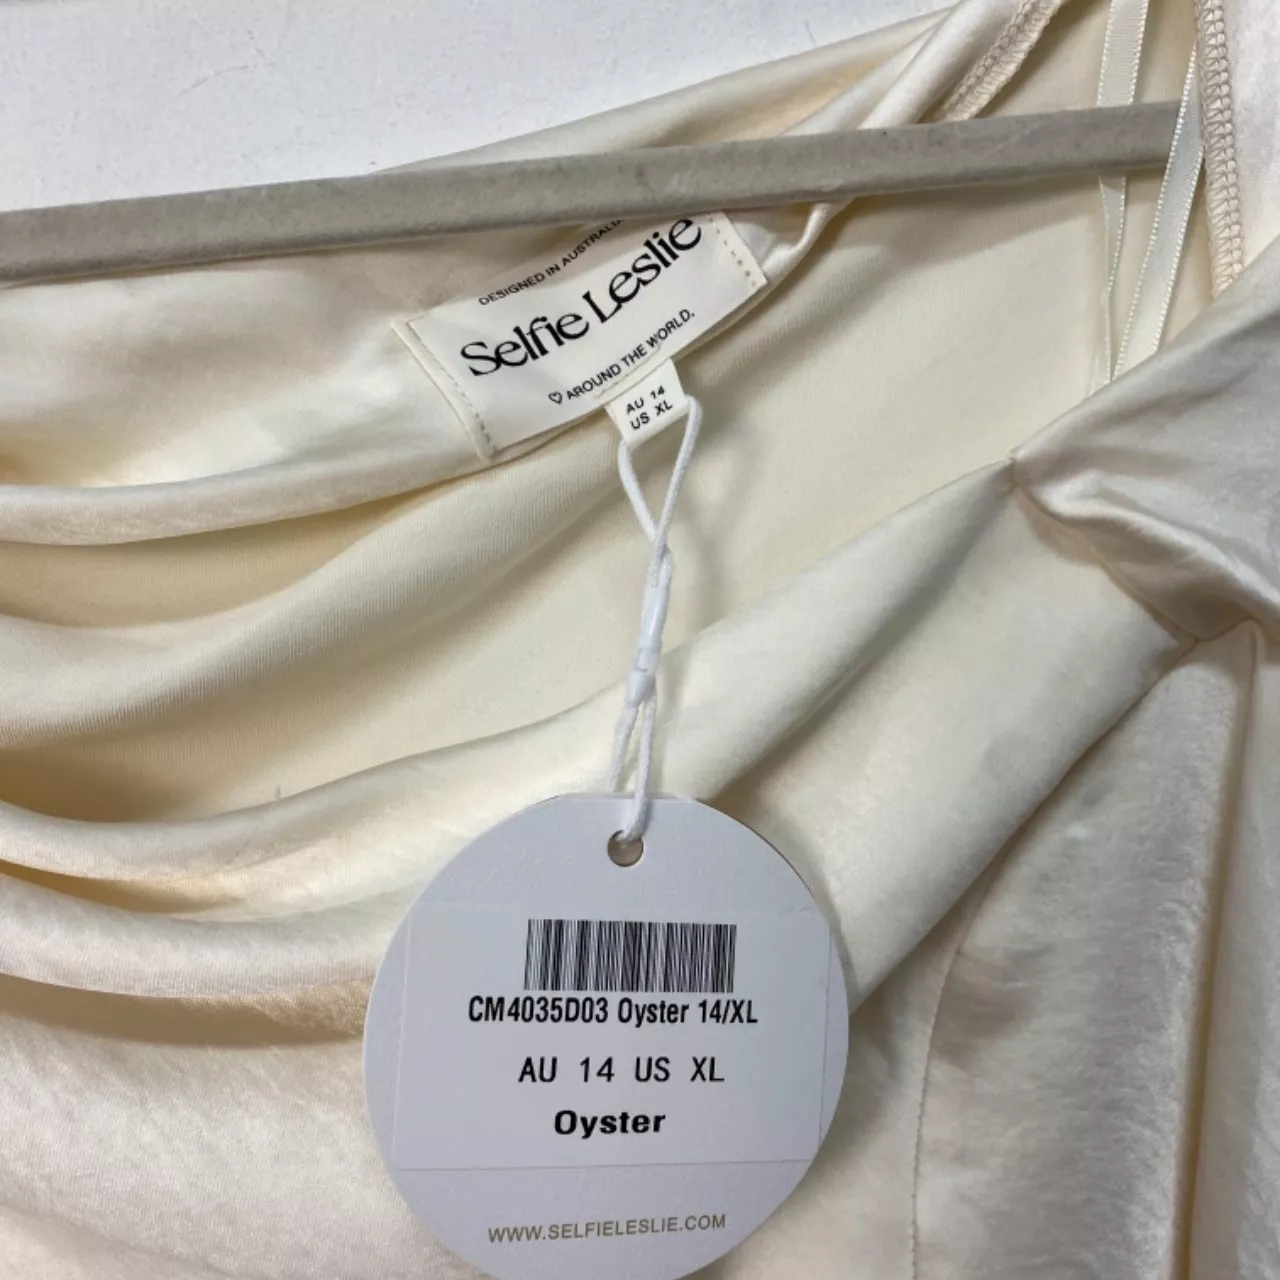 DESIGNED IN AUSTRALIA
Selfie Leslie
♡ AROUND THE WORLD.
AU 14
US XL
CM4035D03 Oyster 14/XL
AU 14 US XL
Oyster
WWW.SELFIELESLIE.COM